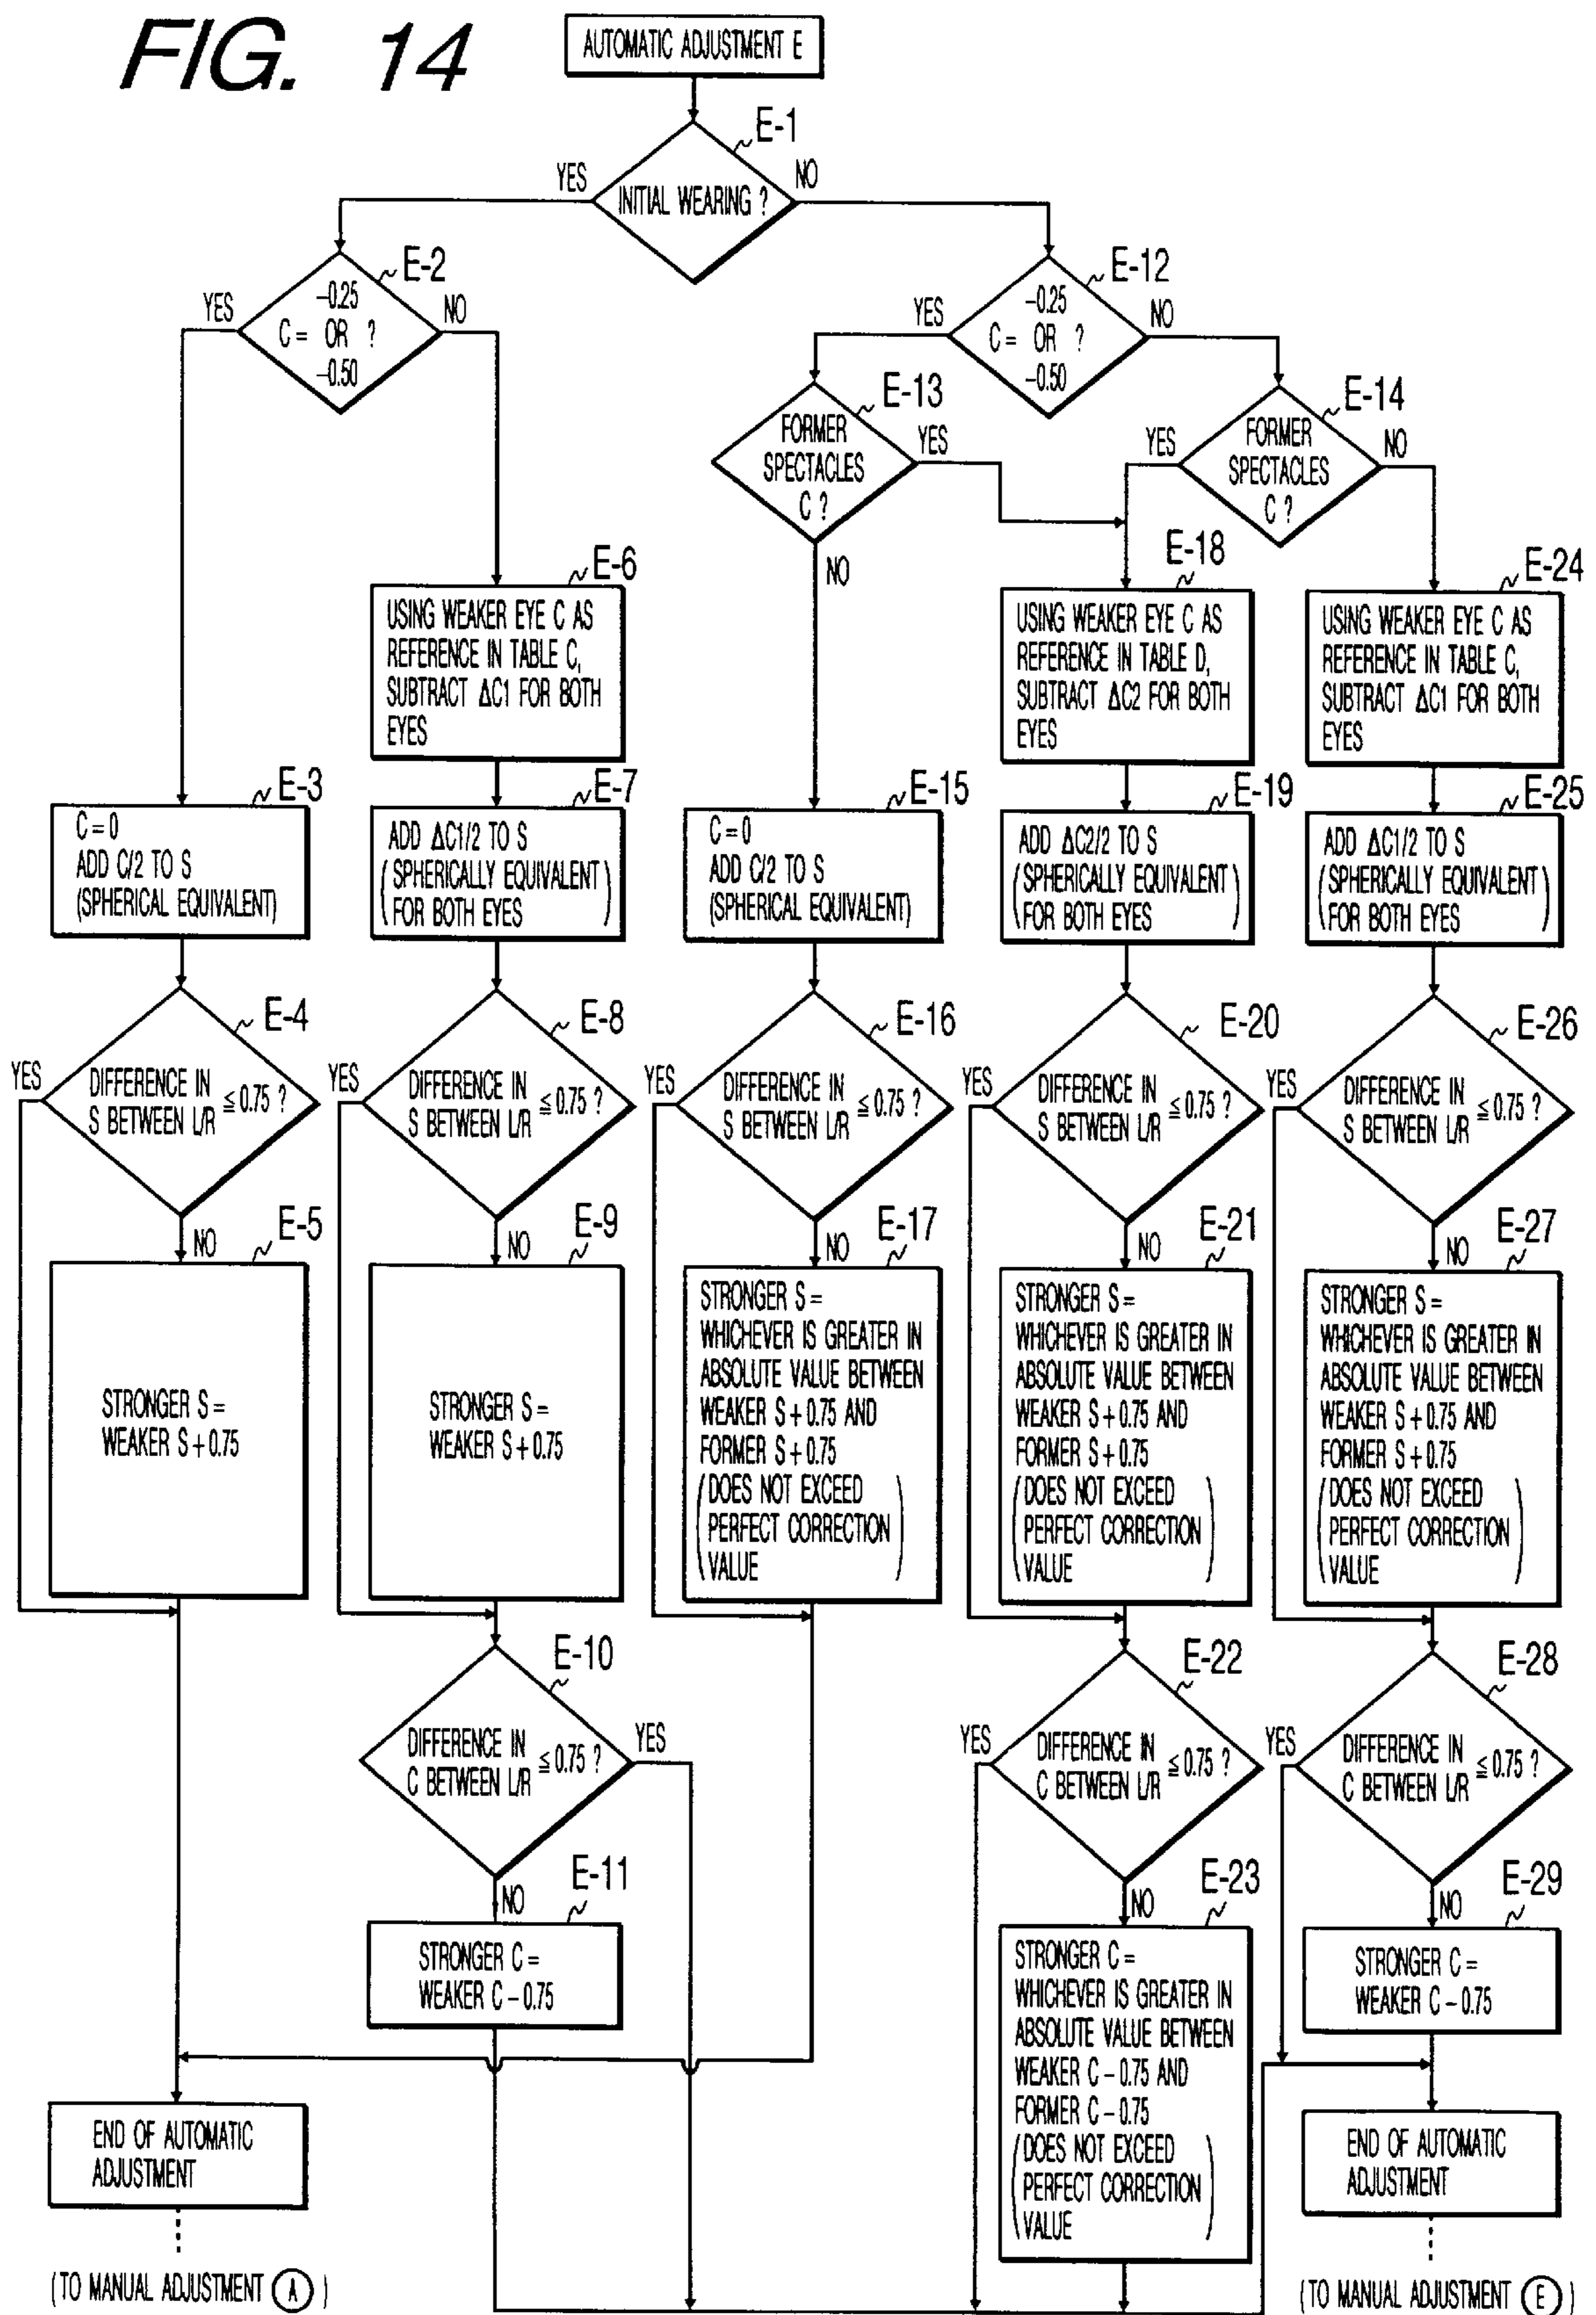 FIG. 14
AUTOMATIC ADJUSTMENT E
E-1
YES
INITIAL WEARING ?
NO
E-2
YES
-0.25
C = OR ?
-0.50
NO
E-12
YES
-0.25
C = OR ?
-0.50
NO
E-13
FORMER
SPECTACLES
C ?
YES
NO
E-14
YES
FORMER
SPECTACLES
C ?
NO
E-6
USING WEAKER EYE C AS
REFERENCE IN TABLE C,
SUBTRACT ΔC1 FOR BOTH
EYES
E-18
USING WEAKER EYE C AS
REFERENCE IN TABLE D,
SUBTRACT ΔC2 FOR BOTH
EYES
E-24
USING WEAKER EYE C AS
REFERENCE IN TABLE C,
SUBTRACT ΔC1 FOR BOTH
EYES
E-3
C = 0
ADD C/2 TO S
(SPHERICAL EQUIVALENT)
E-7
ADD ΔC1/2 TO S
(SPHERICALLY EQUIVALENT
FOR BOTH EYES)
E-15
C = 0
ADD C/2 TO S
(SPHERICAL EQUIVALENT)
E-19
ADD ΔC2/2 TO S
(SPHERICALLY EQUIVALENT
FOR BOTH EYES)
E-25
ADD ΔC1/2 TO S
(SPHERICALLY EQUIVALENT
FOR BOTH EYES)
E-4
YES
DIFFERENCE IN
S BETWEEN L/R ≦ 0.75 ?
NO
E-8
YES
DIFFERENCE IN
S BETWEEN L/R ≦ 0.75 ?
NO
E-16
YES
DIFFERENCE IN
S BETWEEN L/R ≦ 0.75 ?
NO
E-20
YES
DIFFERENCE IN
S BETWEEN L/R ≦ 0.75 ?
NO
E-26
YES
DIFFERENCE IN
S BETWEEN L/R ≦ 0.75 ?
NO
E-5
STRONGER S =
WEAKER S + 0.75
E-9
STRONGER S =
WEAKER S + 0.75
E-17
STRONGER S =
WHICHEVER IS GREATER IN
ABSOLUTE VALUE BETWEEN
WEAKER S + 0.75 AND
FORMER S + 0.75
(DOES NOT EXCEED
PERFECT CORRECTION
VALUE)
E-21
STRONGER S =
WHICHEVER IS GREATER IN
ABSOLUTE VALUE BETWEEN
WEAKER S + 0.75 AND
FORMER S + 0.75
(DOES NOT EXCEED
PERFECT CORRECTION
VALUE)
E-27
STRONGER S =
WHICHEVER IS GREATER IN
ABSOLUTE VALUE BETWEEN
WEAKER S + 0.75 AND
FORMER S + 0.75
(DOES NOT EXCEED
PERFECT CORRECTION
VALUE)
E-10
DIFFERENCE IN
C BETWEEN L/R ≦ 0.75 ?
YES
NO
E-22
YES
DIFFERENCE IN
C BETWEEN L/R ≦ 0.75 ?
NO
E-28
YES
DIFFERENCE IN
C BETWEEN L/R ≦ 0.75 ?
NO
E-11
STRONGER C =
WEAKER C - 0.75
E-23
STRONGER C =
WHICHEVER IS GREATER IN
ABSOLUTE VALUE BETWEEN
WEAKER C - 0.75 AND
FORMER C - 0.75
(DOES NOT EXCEED
PERFECT CORRECTION
VALUE)
E-29
STRONGER C =
WEAKER C - 0.75
END OF AUTOMATIC
ADJUSTMENT
(TO MANUAL ADJUSTMENT A)
END OF AUTOMATIC
ADJUSTMENT
(TO MANUAL ADJUSTMENT E)